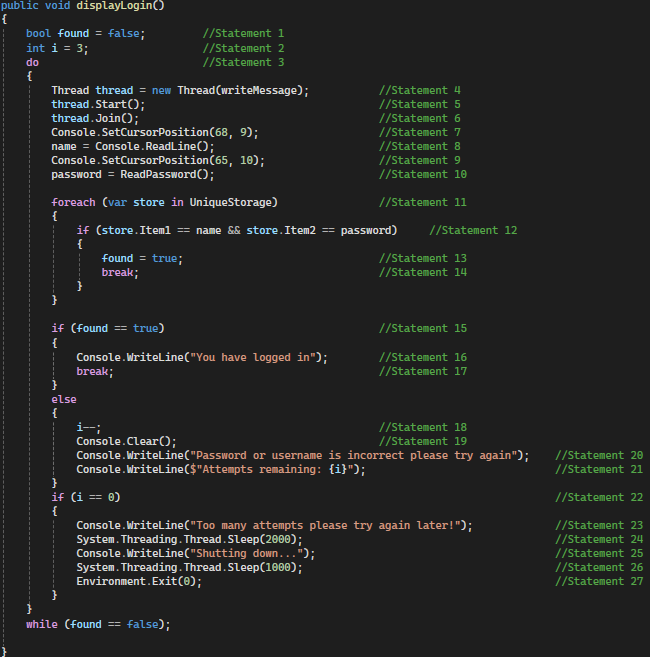 public void displayLogin()
{
bool found = false; //Statement 1
int i = 3; //Statement 2
do //Statement 3
{
Thread thread = new Thread(writeMessage); //Statement 4
thread.Start(); //Statement 5
thread.Join(); //Statement 6
Console.SetCursorPosition(68, 9); //Statement 7
name = Console.ReadLine(); //Statement 8
Console.SetCursorPosition(65, 10); //Statement 9
password = ReadPassword(); //Statement 10
foreach (var store in UniqueStorage) //Statement 11
{
if (store.Item1 == name && store.Item2 == password) //Statement 12
{
found = true; //Statement 13
break; //Statement 14
}
}
if (found == true) //Statement 15
{
Console.WriteLine("You have logged in"); //Statement 16
break; //Statement 17
}
else
{
i--; //Statement 18
Console.Clear(); //Statement 19
Console.WriteLine("Password or username is incorrect please try again"); //Statement 20
Console.WriteLine($"Attempts remaining: {i}"); //Statement 21
}
if (i == 0) //Statement 22
{
Console.WriteLine("Too many attempts please try again later!"); //Statement 23
System.Threading.Thread.Sleep(2000); //Statement 24
Console.WriteLine("Shutting down..."); //Statement 25
System.Threading.Thread.Sleep(1000); //Statement 26
Environment.Exit(0); //Statement 27
}
}
while (found == false);
}